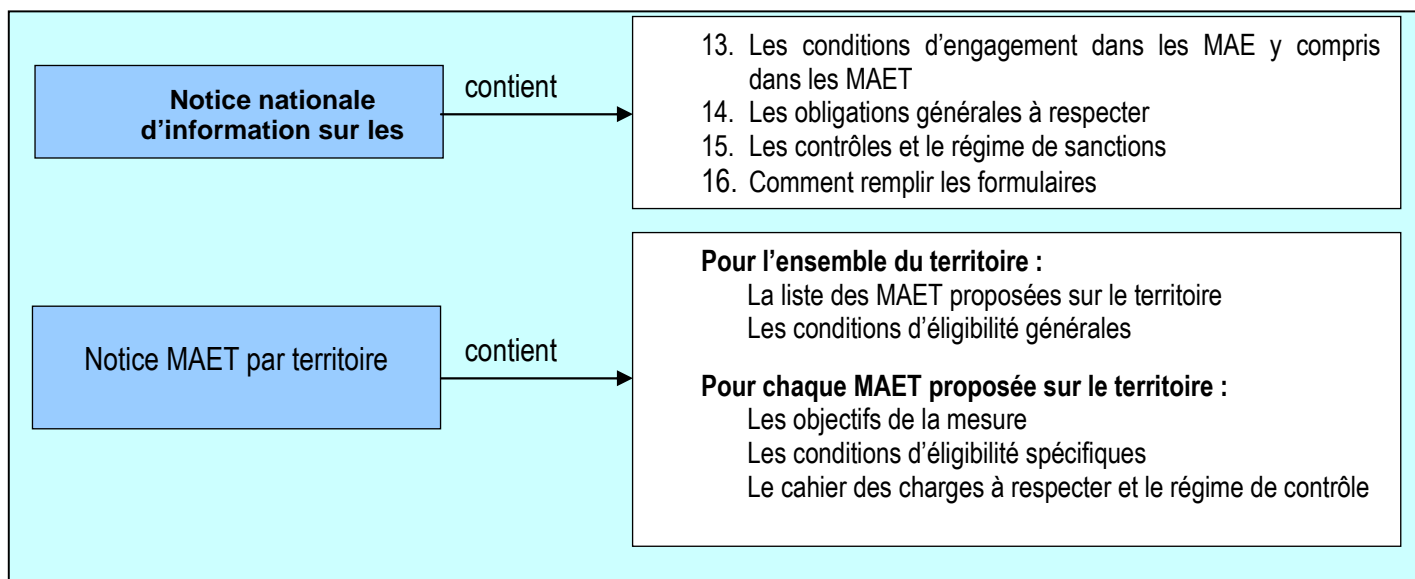 Notice nationale
d'information sur les
contient
13. Les conditions d'engagement dans les MAE y compris
dans les MAET
14. Les obligations générales à respecter
15. Les contrôles et le régime de sanctions
16. Comment remplir les formulaires
Notice MAET par territoire
contient
Pour l'ensemble du territoire :
La liste des MAET proposées sur le territoire
Les conditions d'éligibilité générales
Pour chaque MAET proposée sur le territoire :
Les objectifs de la mesure
Les conditions d'éligibilité spécifiques
Le cahier des charges à respecter et le régime de contrôle